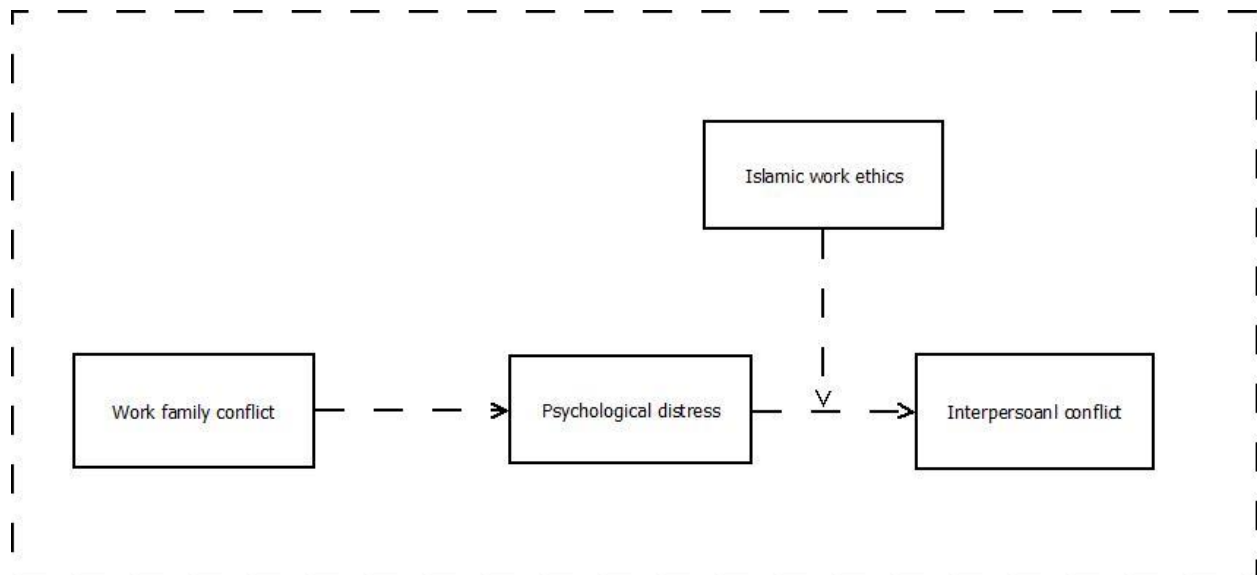 Islamic work ethics
Work family conflict
Psychological distress
Interpersoanl conflict